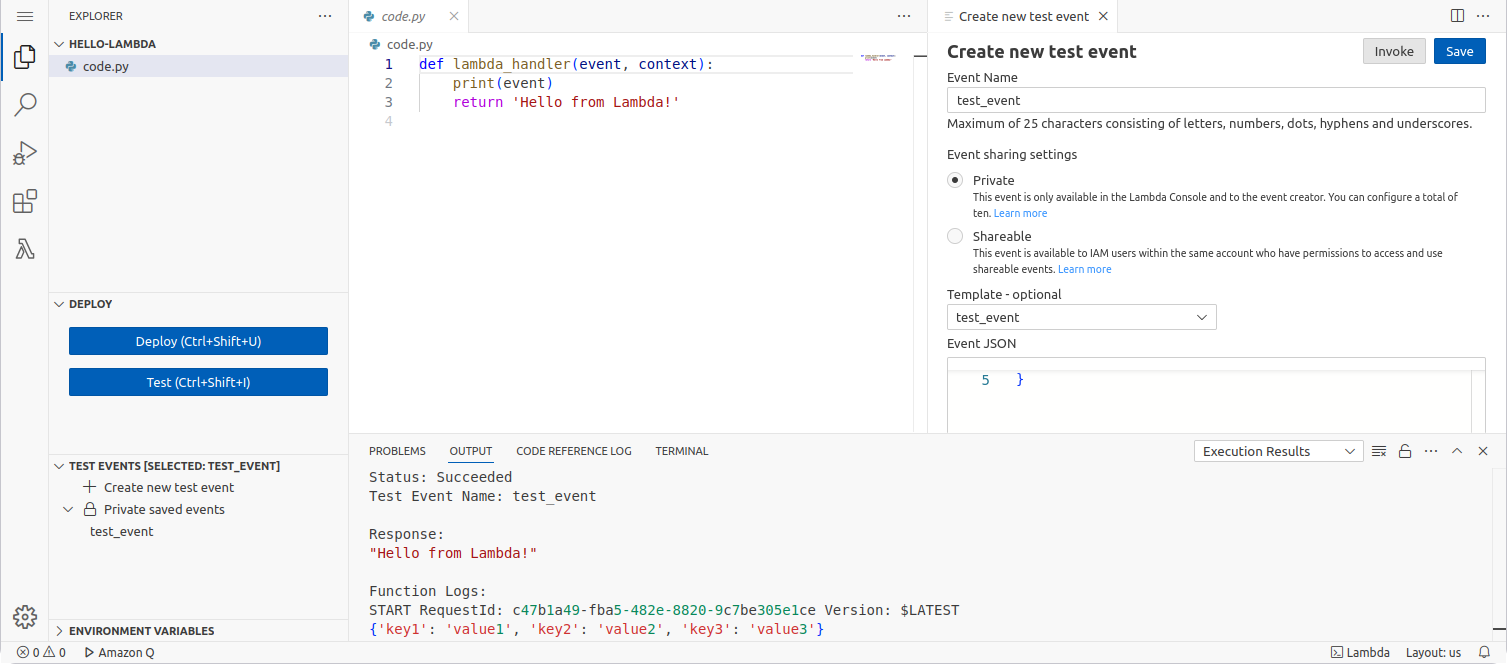 EXPLORER
HELLO-LAMBDA
code.py
DEPLOY
Deploy (Ctrl+Shift+U)
Test (Ctrl+Shift+I)
TEST EVENTS [SELECTED: TEST_EVENT]
Create new test event
Private saved events
test_event
ENVIRONMENT VARIABLES
code.py
code.py
1 def lambda_handler(event, context):
2 print(event)
3 return 'Hello from Lambda!'
4
Create new test event
Create new test event
Invoke
Save
Event Name
test_event
Maximum of 25 characters consisting of letters, numbers, dots, hyphens and underscores.
Event sharing settings
Private
This event is only available in the Lambda Console and to the event creator. You can configure a total of
ten. Learn more
Shareable
This event is available to IAM users within the same account who have permissions to access and use
shareable events. Learn more
Template - optional
test_event
Event JSON
5 }
PROBLEMS OUTPUT CODE REFERENCE LOG TERMINAL
Execution Results
Status: Succeeded
Test Event Name: test_event
Response:
"Hello from Lambda!"
Function Logs:
START RequestId: c47b1a49-fba5-482e-8820-9c7be305e1ce Version: $LATEST
{'key1': 'value1', 'key2': 'value2', 'key3': 'value3'}
0 0 Amazon Q
Lambda Layout: us